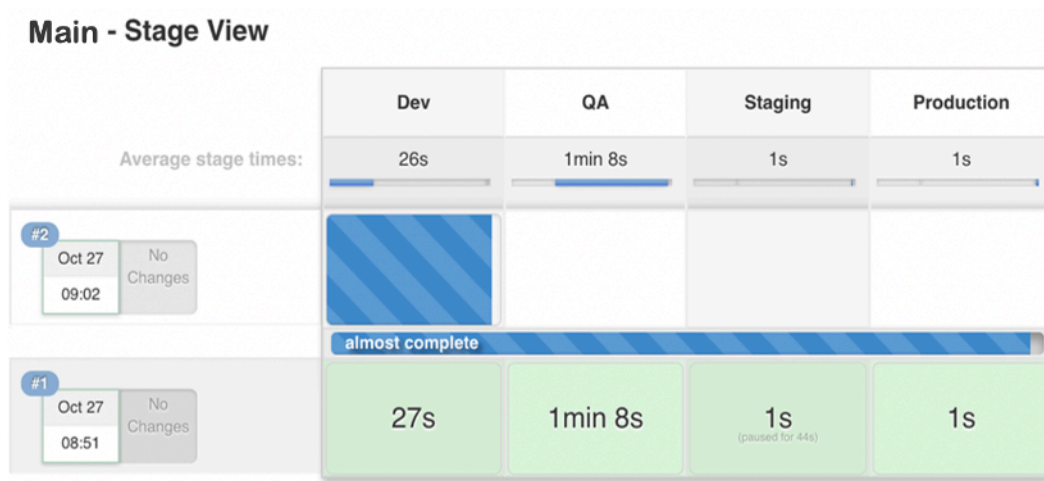 Main - Stage View
Dev QA Staging Production
Average stage times: 26s 1min 8s 1s 1s
#2
Oct 27 No
Changes
09:02
almost complete
#1
Oct 27 No
Changes
08:51
27s 1min 8s 1s 1s
(paused for 44s)